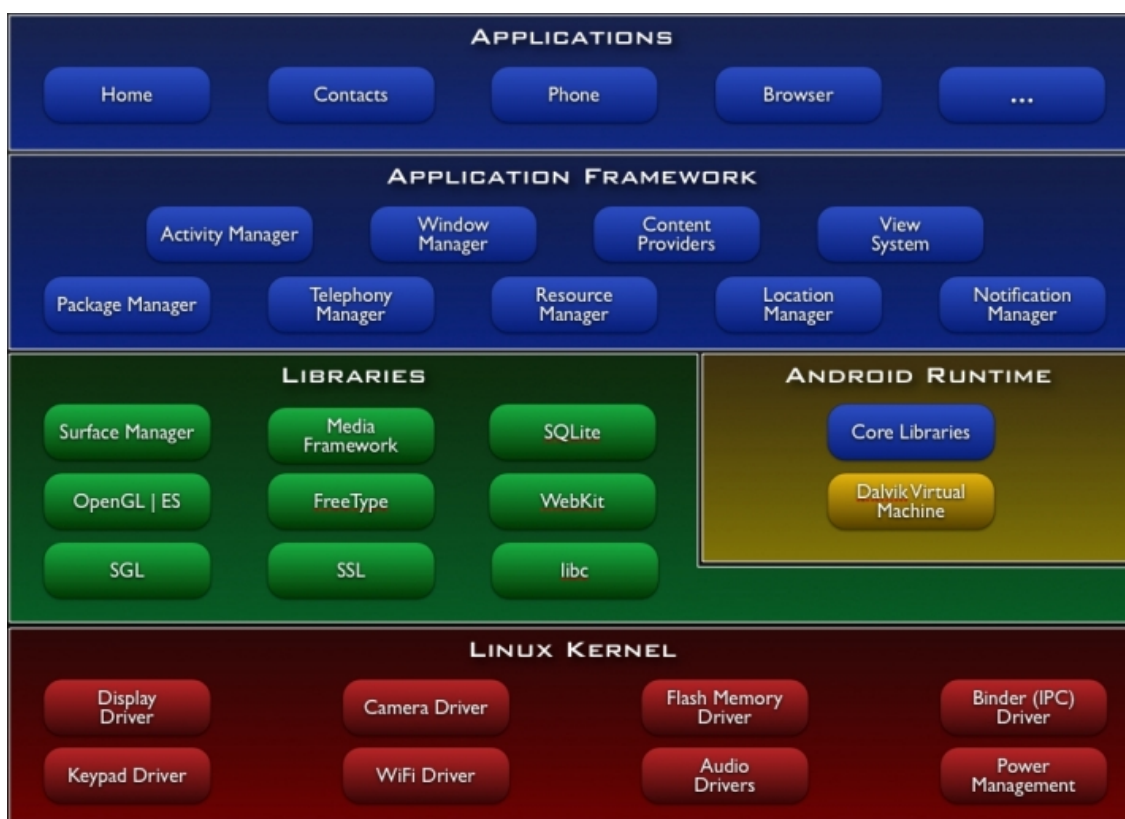 APPLICATIONS
Home
Contacts
Phone
Browser
...
APPLICATION FRAMEWORK
Activity Manager
Window
Manager
Content
Providers
View
System
Package Manager
Telephony
Manager
Resource
Manager
Location
Manager
Notification
Manager
LIBRARIES
Surface Manager
Media
Framework
SQLite
OpenGL | ES
FreeType
WebKit
SGL
SSL
libc
ANDROID RUNTIME
Core Libraries
Dalvik Virtual
Machine
LINUX KERNEL
Display
Driver
Camera Driver
Flash Memory
Driver
Binder (IPC)
Driver
Keypad Driver
WiFi Driver
Audio
Drivers
Power
Management